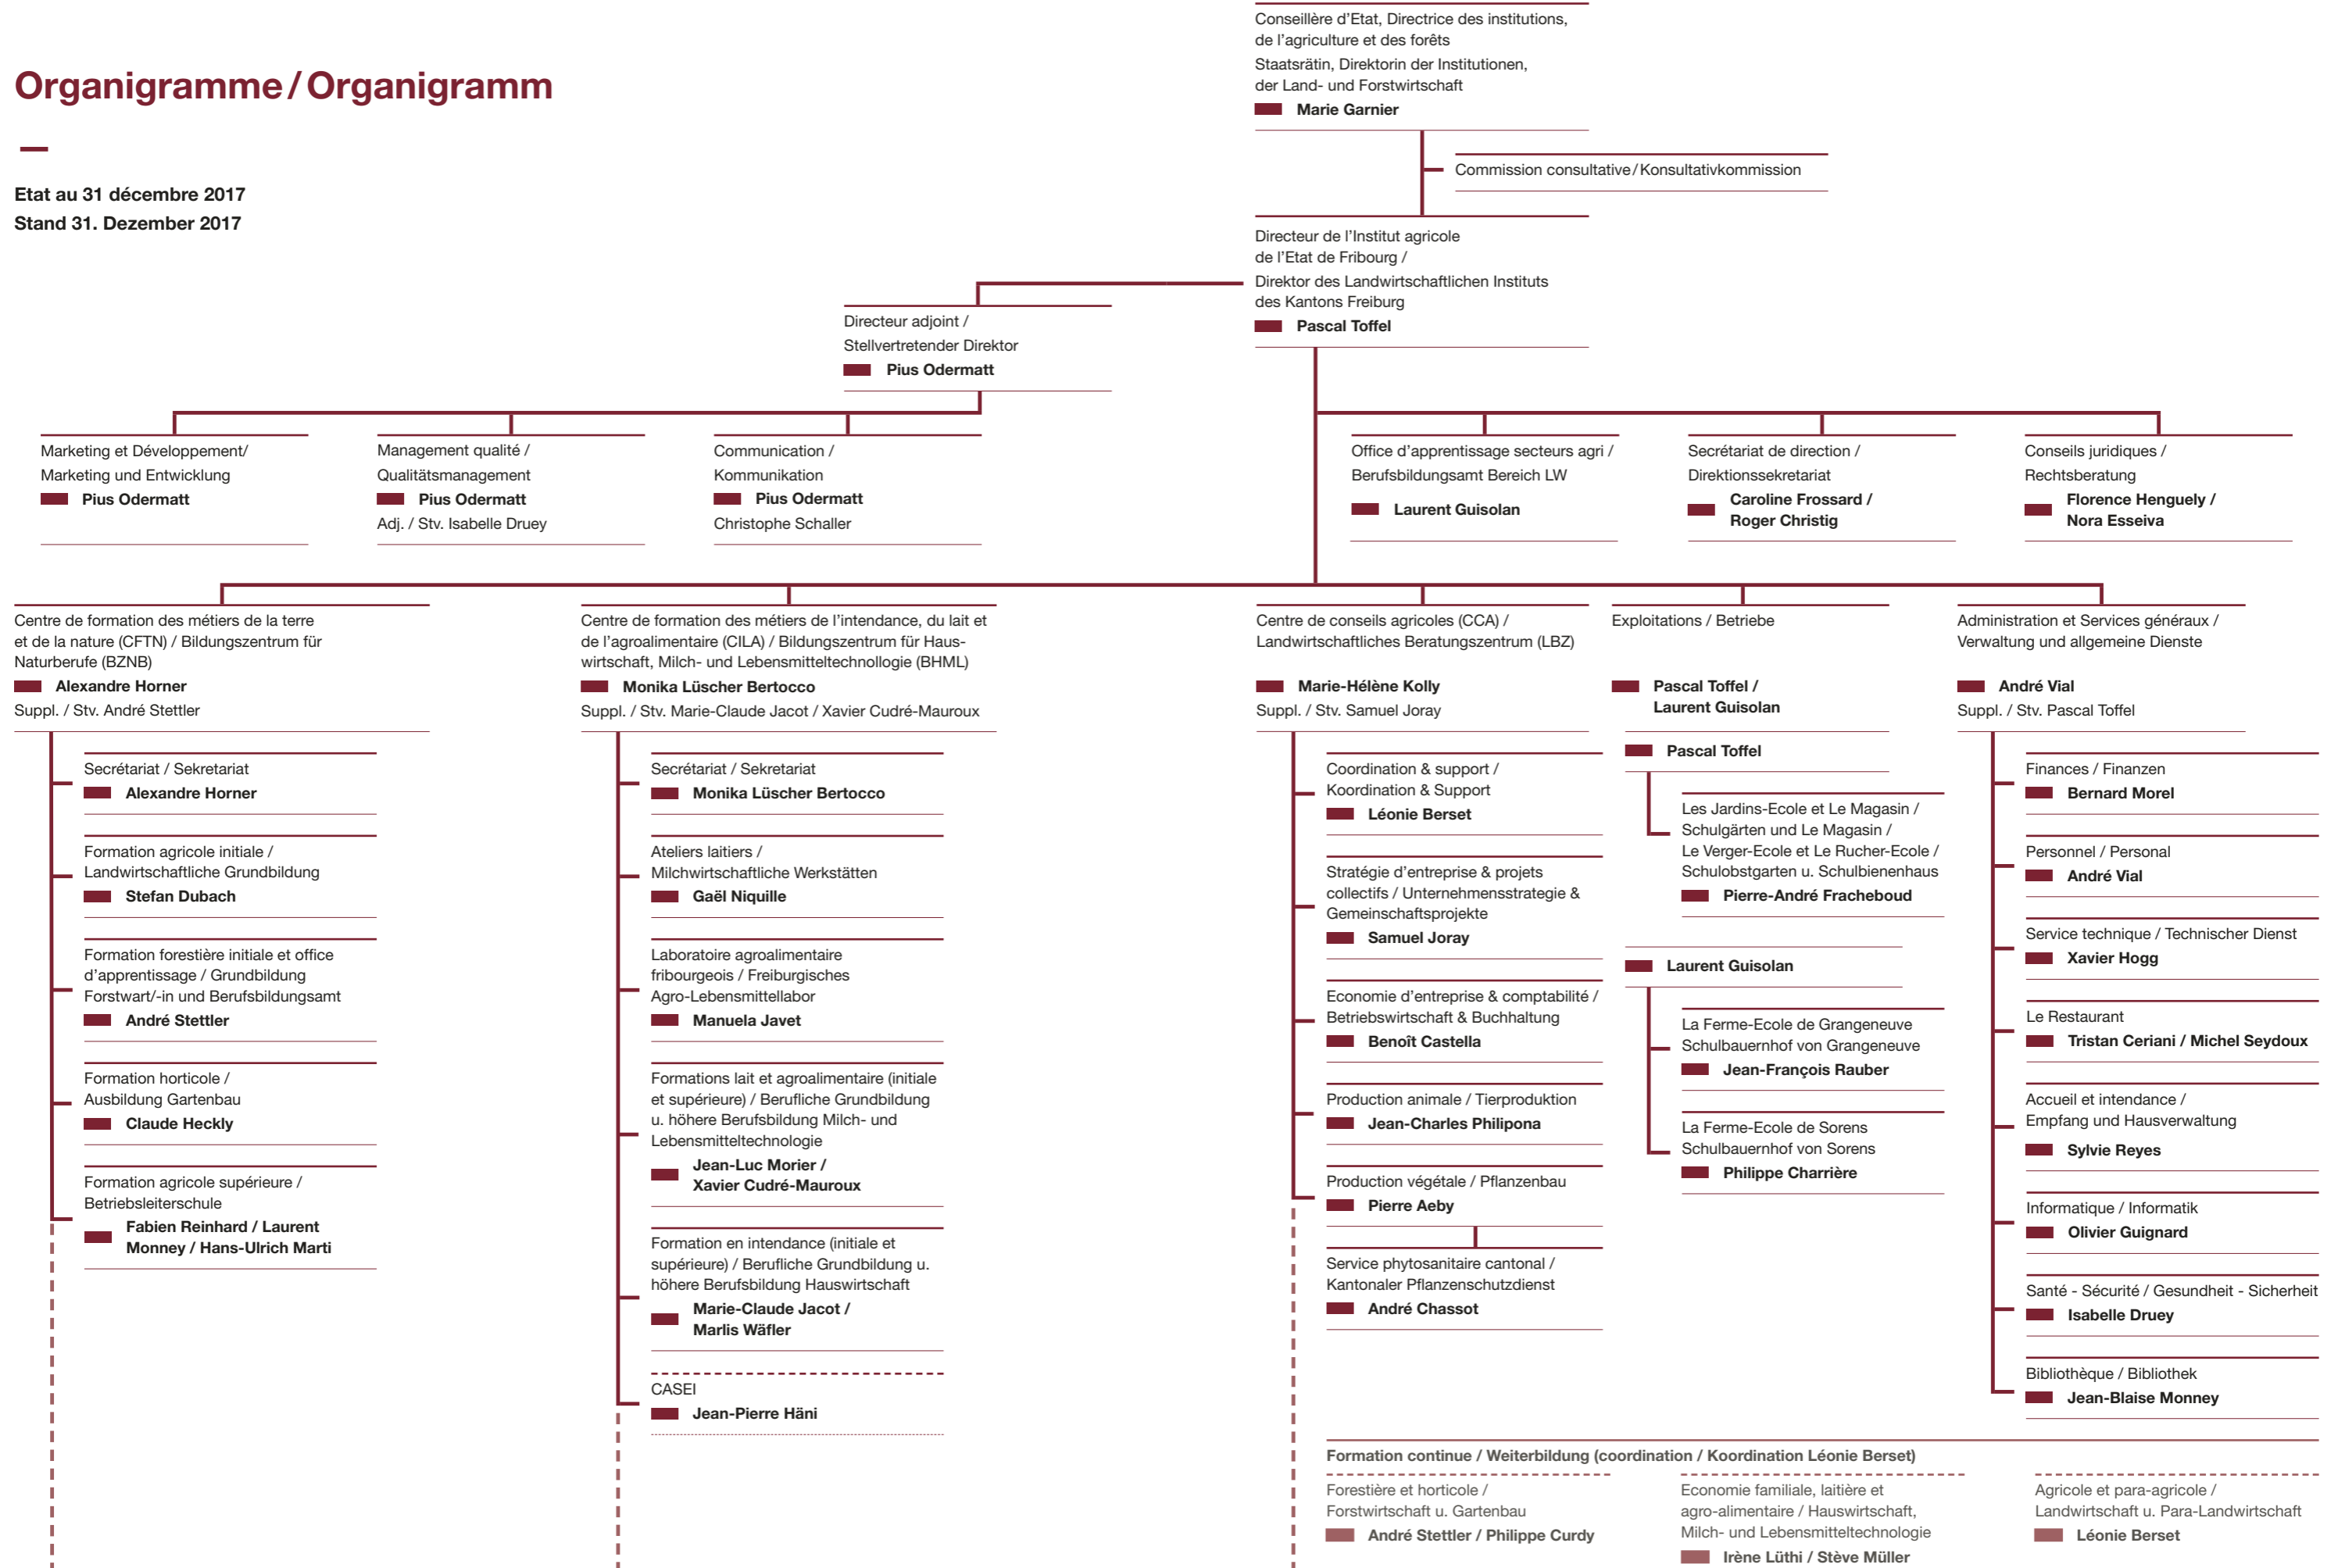 Organigramme / Organigramm
Etat au 31 décembre 2017
Stand 31. Dezember 2017
Conseillère d'Etat, Directrice des institutions,
de l'agriculture et des forêts
Staatsrätin, Direktorin der Institutionen,
der Land- und Forstwirtschaft
Marie Garnier
Commission consultative / Konsultativkommission
Directeur de l'Institut agricole
de l'Etat de Fribourg /
Direktor des Landwirtschaftlichen Instituts
des Kantons Freiburg
Pascal Toffel
Directeur adjoint /
Stellvertretender Direktor
Pius Odermatt
Marketing et Développement/
Marketing und Entwicklung
Pius Odermatt
Management qualité /
Qualitätsmanagement
Pius Odermatt
Adj. / Stv. Isabelle Druey
Communication /
Kommunikation
Pius Odermatt
Christophe Schaller
Office d'apprentissage secteurs agri /
Berufsbildungsamt Bereich LW
Laurent Guisolan
Secrétariat de direction /
Direktionssekretariat
Caroline Frossard /
Roger Christig
Conseils juridiques /
Rechtsberatung
Florence Henguely /
Nora Esseiva
Centre de formation des métiers de la terre
et de la nature (CFTN) / Bildungszentrum für
Naturberufe (BZNB)
Alexandre Horner
Suppl. / Stv. André Stettler
Secrétariat / Sekretariat
Alexandre Horner
Formation agricole initiale /
Landwirtschaftliche Grundbildung
Stefan Dubach
Formation forestière initiale et office
d'apprentissage / Grundbildung
Forstwart/-in und Berufsbildungsamt
André Stettler
Formation horticole /
Ausbildung Gartenbau
Claude Heckly
Formation agricole supérieure /
Betriebsleiterschule
Fabien Reinhard / Laurent
Monney / Hans-Ulrich Marti
Centre de formation des métiers de l'intendance, du lait et
de l'agroalimentaire (CILA) / Bildungszentrum für Haus-
wirtschaft, Milch- und Lebensmitteltechnollogie (BHML)
Monika Lüscher Bertocco
Suppl. / Stv. Marie-Claude Jacot / Xavier Cudré-Mauroux
Secrétariat / Sekretariat
Monika Lüscher Bertocco
Ateliers laitiers /
Milchwirtschaftliche Werkstätten
Gaël Niquille
Laboratoire agroalimentaire
fribourgeois / Freiburgisches
Agro-Lebensmittellabor
Manuela Javet
Formations lait et agroalimentaire (initiale
et supérieure) / Berufliche Grundbildung
u. höhere Berufsbildung Milch- und
Lebensmitteltechnologie
Jean-Luc Morier /
Xavier Cudré-Mauroux
Formation en intendance (initiale et
supérieure) / Berufliche Grundbildung u.
höhere Berufsbildung Hauswirtschaft
Marie-Claude Jacot /
Marlis Wäfler
CASEI
Jean-Pierre Häni
Centre de conseils agricoles (CCA) /
Landwirtschaftliches Beratungszentrum (LBZ)
Marie-Hélène Kolly
Suppl. / Stv. Samuel Joray
Coordination & support /
Koordination & Support
Léonie Berset
Stratégie d'entreprise & projets
collectifs / Unternehmensstrategie &
Gemeinschaftsprojekte
Samuel Joray
Economie d'entreprise & comptabilité /
Betriebswirtschaft & Buchhaltung
Benoît Castella
Production animale / Tierproduktion
Jean-Charles Philipona
Production végétale / Pflanzenbau
Pierre Aeby
Service phytosanitaire cantonal /
Kantonaler Pflanzenschutzdienst
André Chassot
Exploitations / Betriebe
Pascal Toffel /
Laurent Guisolan
Pascal Toffel
Les Jardins-Ecole et Le Magasin /
Schulgärten und Le Magasin /
Le Verger-Ecole et Le Rucher-Ecole /
Schulobstgarten u. Schulbienenhaus
Pierre-André Fracheboud
Laurent Guisolan
La Ferme-Ecole de Grangeneuve
Schulbauernhof von Grangeneuve
Jean-François Rauber
La Ferme-Ecole de Sorens
Schulbauernhof von Sorens
Philippe Charrière
Administration et Services généraux /
Verwaltung und allgemeine Dienste
André Vial
Suppl. / Stv. Pascal Toffel
Finances / Finanzen
Bernard Morel
Personnel / Personal
André Vial
Service technique / Technischer Dienst
Xavier Hogg
Le Restaurant
Tristan Ceriani / Michel Seydoux
Accueil et intendance /
Empfang und Hausverwaltung
Sylvie Reyes
Informatique / Informatik
Olivier Guignard
Santé - Sécurité / Gesundheit - Sicherheit
Isabelle Druey
Bibliothèque / Bibliothek
Jean-Blaise Monney
Formation continue / Weiterbildung (coordination / Koordination Léonie Berset)
Forestière et horticole /
Forstwirtschaft u. Gartenbau
André Stettler / Philippe Curdy
Economie familiale, laitière et
agro-alimentaire / Hauswirtschaft,
Milch- und Lebensmitteltechnologie
Irène Lüthi / Stève Müller
Agricole et para-agricole /
Landwirtschaft u. Para-Landwirtschaft
Léonie Berset